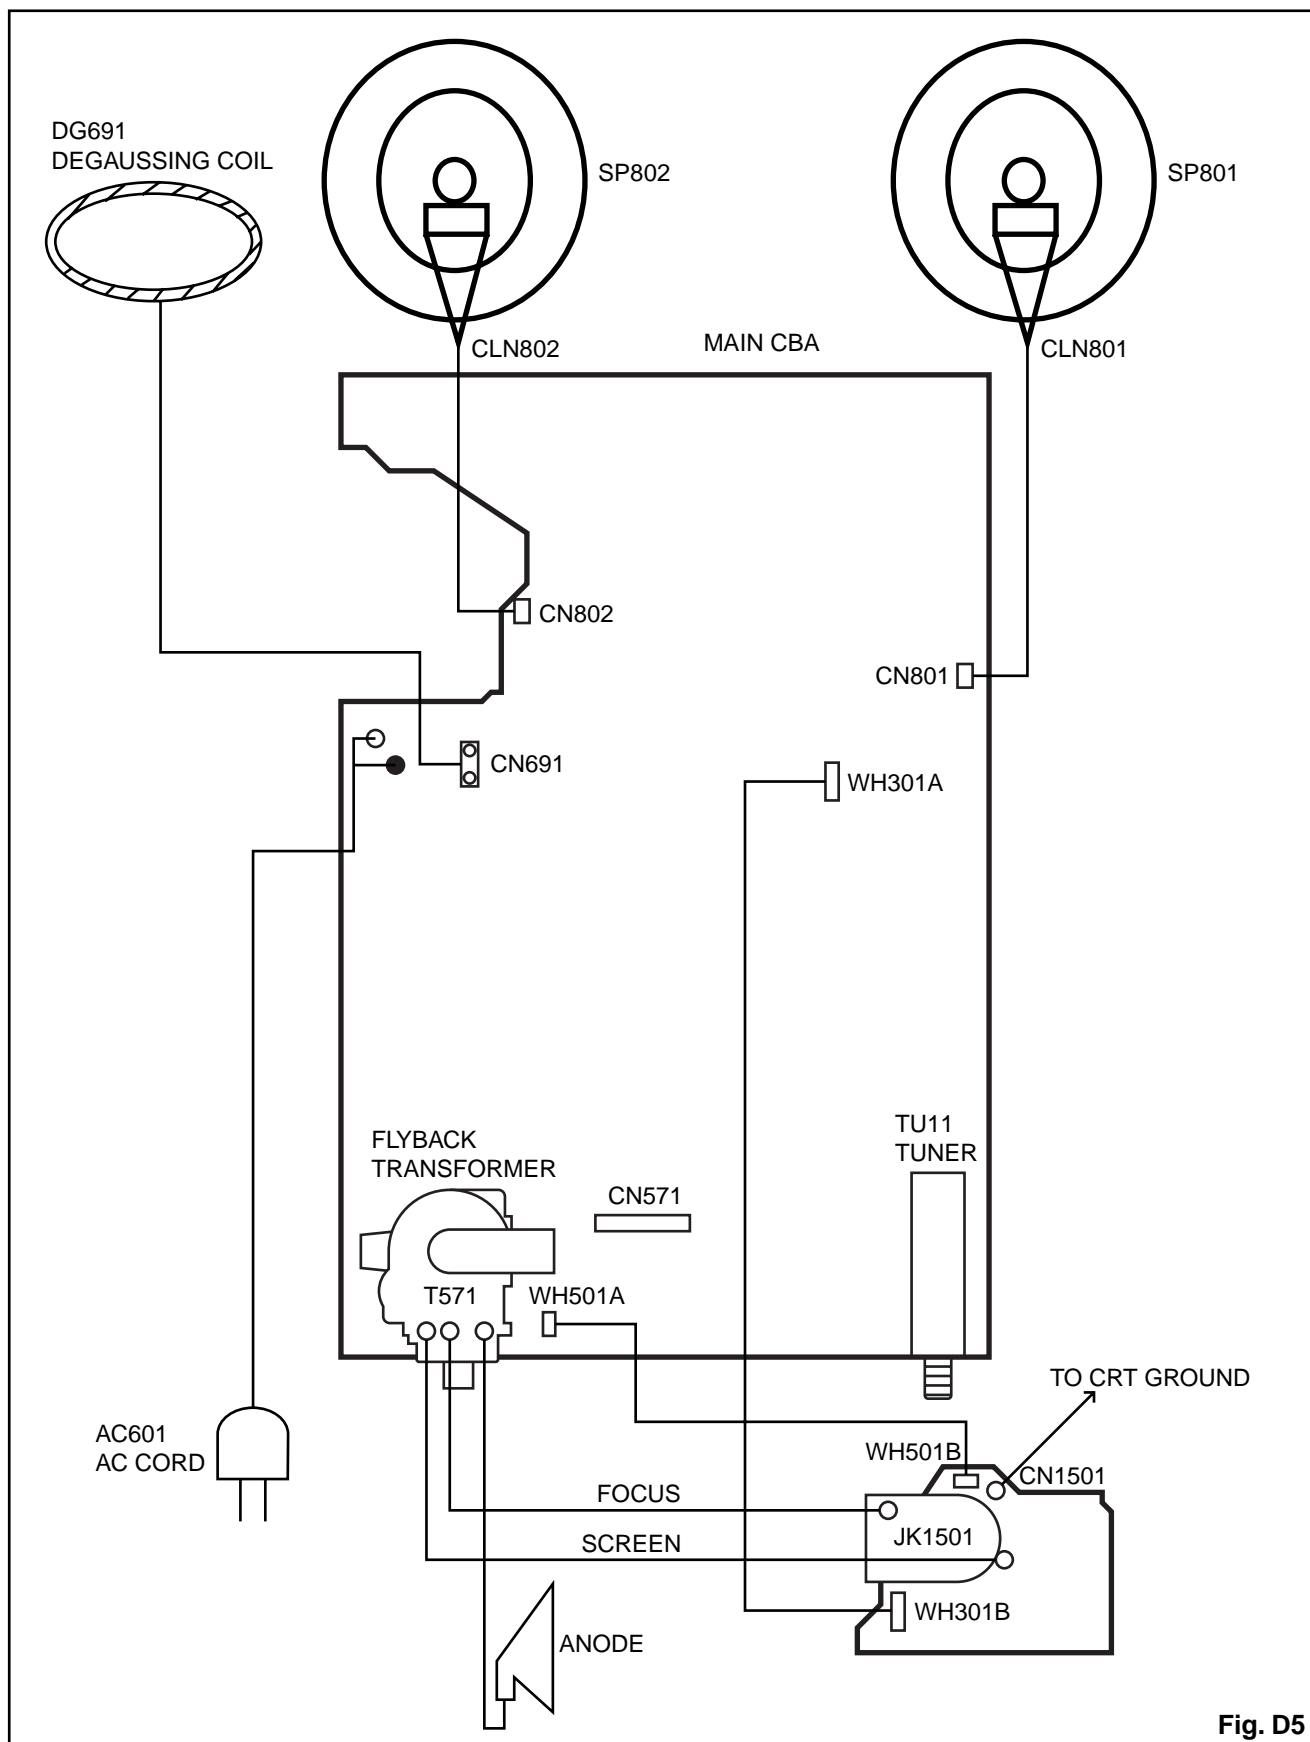 DG691
DEGAUSSING COIL
SP802
SP801
CLN802
MAIN CBA
CLN801
CN802
CN801
CN691
WH301A
TU11
TUNER
FLYBACK
TRANSFORMER
CN571
T571
WH501A
TO CRT GROUND
AC601
AC CORD
WH501B
CN1501
FOCUS
JK1501
SCREEN
WH301B
ANODE
Fig. D5